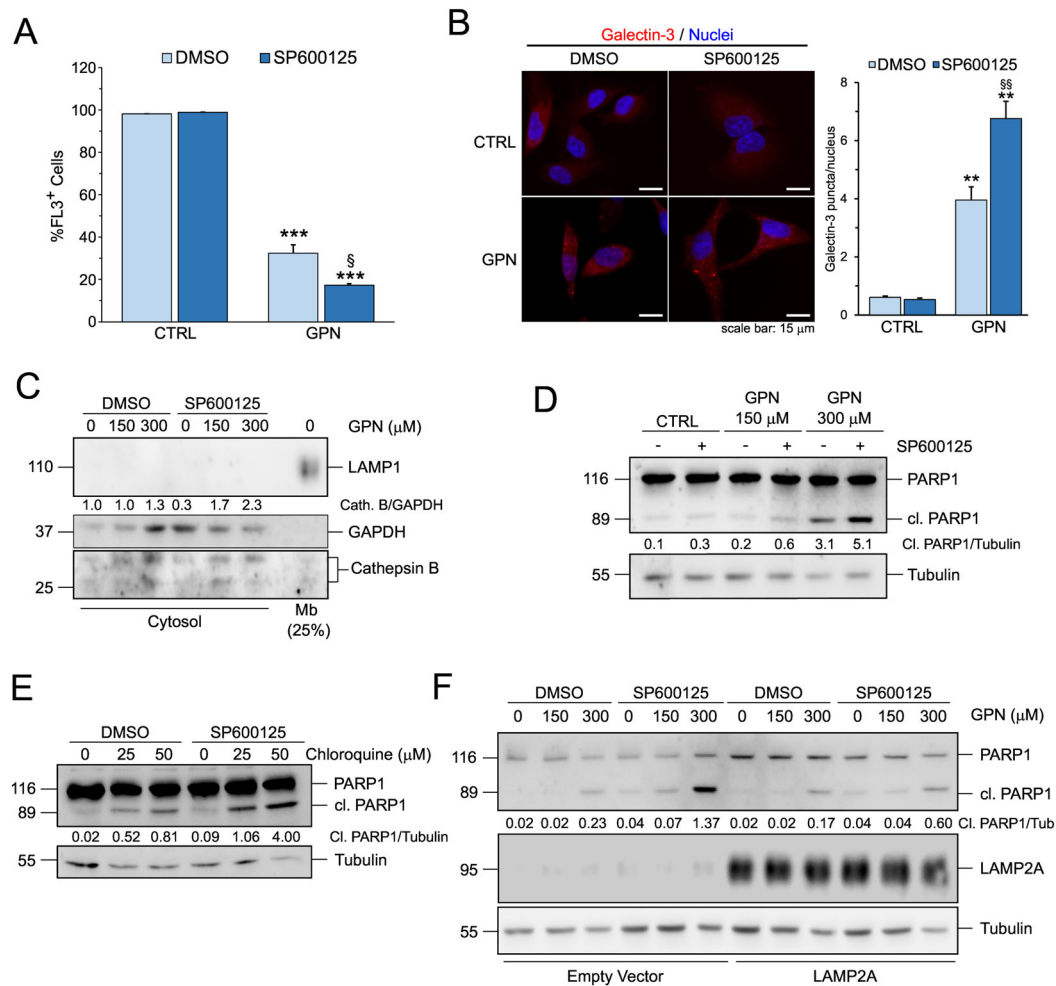 A
DMSO SP600125
%FL3+ Cells
120
100
80
60
40
20
0
***
§
***
CTRL GPN
B
Galectin-3 / Nuclei
DMSO SP600125
CTRL
GPN
scale bar: 15 µm
DMSO SP600125
Galectin-3 puncta/nucleus
8
6
4
2
0
**
§§
**
CTRL GPN
C
DMSO SP600125
0 150 300 0 150 300 0 GPN (µM)
110 LAMP1
1.0 1.0 1.3 0.3 1.7 2.3 Cath. B/GAPDH
37 GAPDH
Cathepsin B
25
Cytosol Mb
(25%)
D
CTRL GPN 150 µM GPN 300 µM
- + - + - + SP600125
116 PARP1
89 cl. PARP1
0.1 0.3 0.2 0.6 3.1 5.1 Cl. PARP1/Tubulin
55 Tubulin
E
DMSO SP600125
0 25 50 0 25 50 Chloroquine (µM)
116 PARP1
89 cl. PARP1
0.02 0.52 0.81 0.09 1.06 4.00 Cl. PARP1/Tubulin
55 Tubulin
F
DMSO SP600125 DMSO SP600125
0 150 300 0 150 300 0 150 300 0 150 300 GPN (µM)
116 PARP1
89 cl. PARP1
0.02 0.02 0.23 0.04 0.07 1.37 0.02 0.02 0.17 0.04 0.04 0.60 Cl. PARP1/Tub
95 LAMP2A
55 Tubulin
Empty Vector LAMP2A